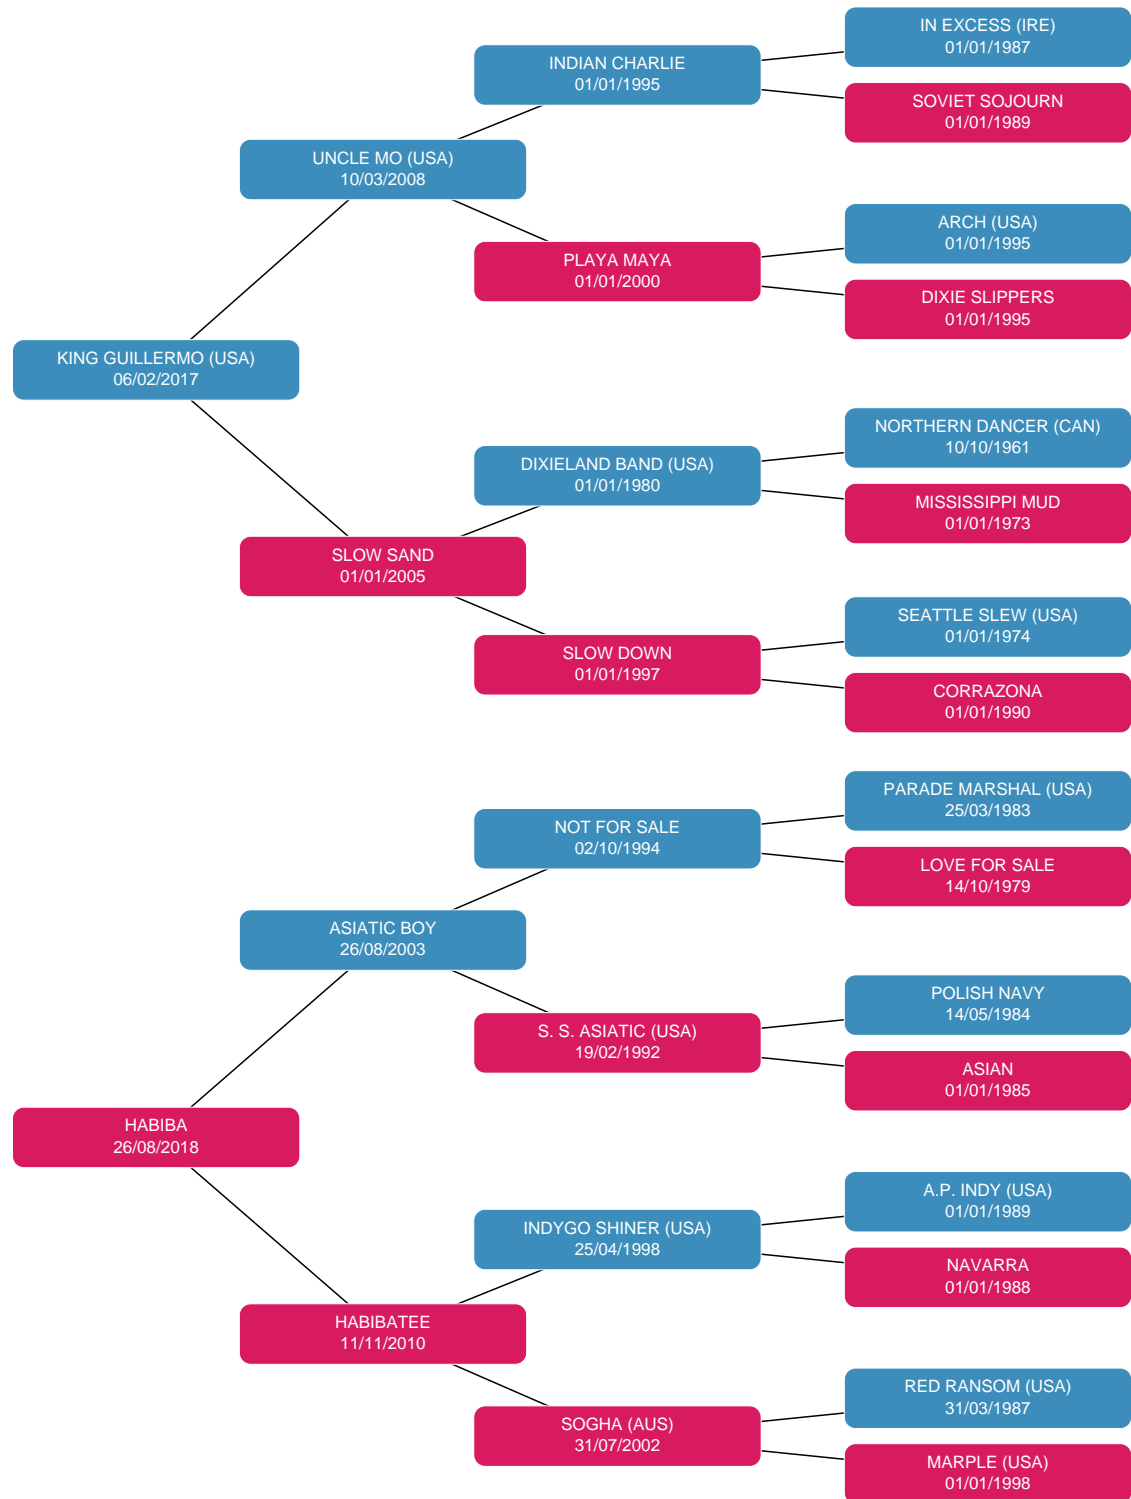 IN EXCESS (IRE)
01/01/1987
INDIAN CHARLIE
01/01/1995
SOVIET SOJOURN
01/01/1989
UNCLE MO (USA)
10/03/2008
ARCH (USA)
01/01/1995
PLAYA MAYA
01/01/2000
DIXIE SLIPPERS
01/01/1995
KING GUILLERMO (USA)
06/02/2017
NORTHERN DANCER (CAN)
10/10/1961
DIXIELAND BAND (USA)
01/01/1980
MISSISSIPPI MUD
01/01/1973
SLOW SAND
01/01/2005
SEATTLE SLEW (USA)
01/01/1974
SLOW DOWN
01/01/1997
CORRAZONA
01/01/1990
PARADE MARSHAL (USA)
25/03/1983
NOT FOR SALE
02/10/1994
LOVE FOR SALE
14/10/1979
ASIATIC BOY
26/08/2003
POLISH NAVY
14/05/1984
S. S. ASIATIC (USA)
19/02/1992
ASIAN
01/01/1985
HABIBA
26/08/2018
A.P. INDY (USA)
01/01/1989
INDYGO SHINER (USA)
25/04/1998
NAVARRA
01/01/1988
HABIBATEE
11/11/2010
RED RANSOM (USA)
31/03/1987
SOGHA (AUS)
31/07/2002
MARPLE (USA)
01/01/1998